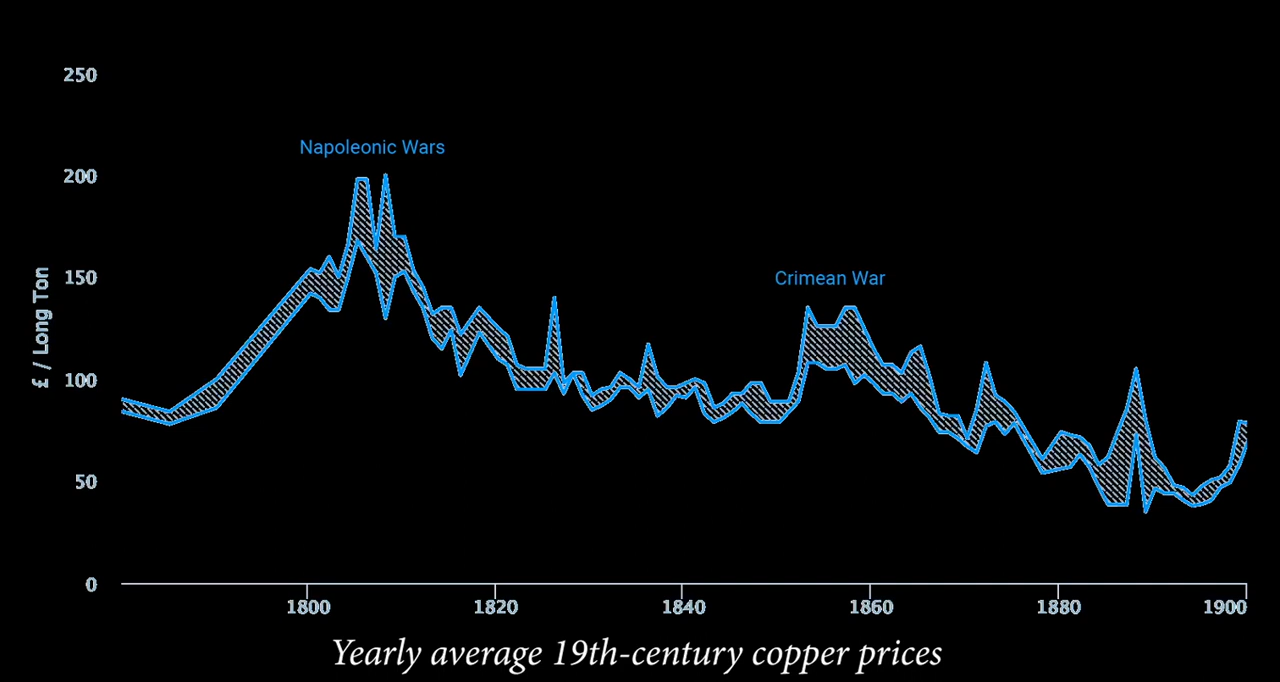 250
Napoleonic Wars
200
150
Crimean War
£ / Long Ton
100
50
0
1800 1820 1840 1860 1880 1900
Yearly average 19th-century copper prices